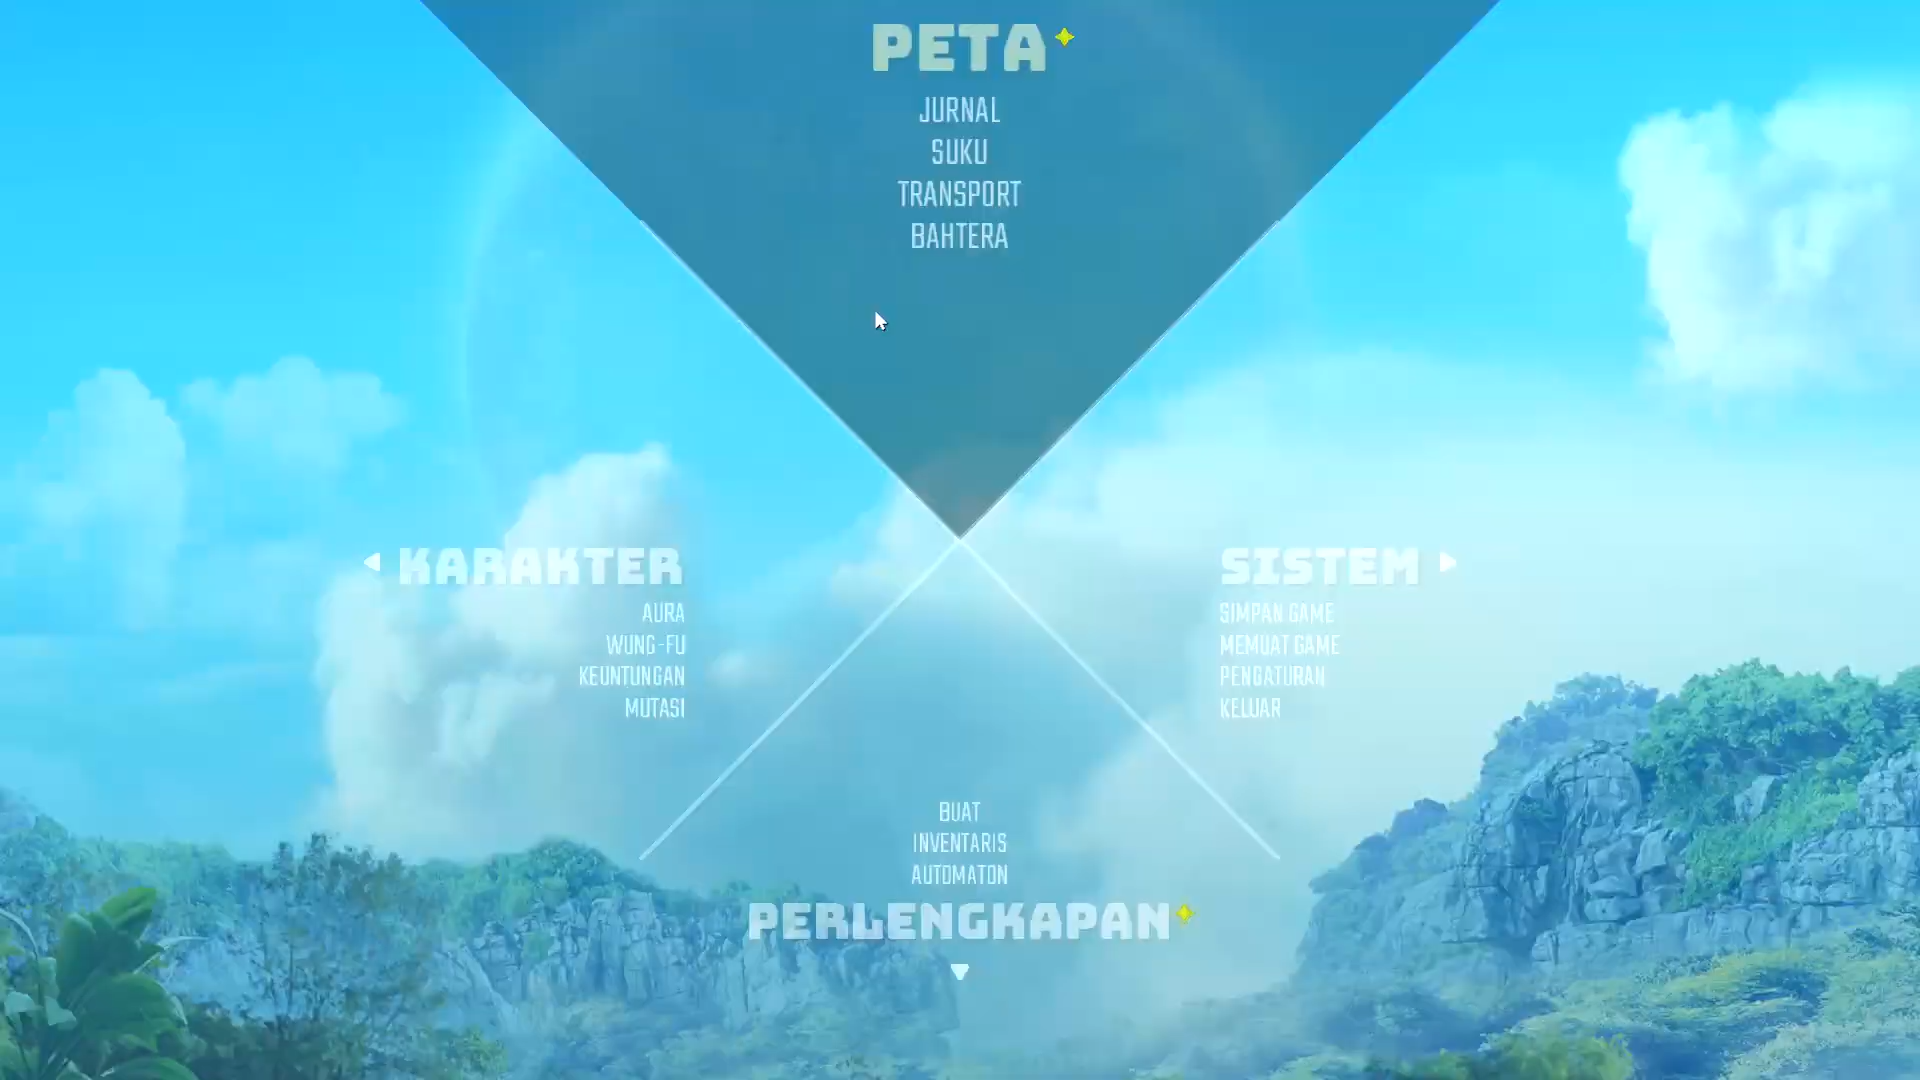 PETA
JURNAL
SUKU
TRANSPORT
BAHTERA
KARAKTER
AURA
WUNG-FU
KEUNTUNGAN
MUTASI
SISTEM
SIMPAN GAME
MEMUAT GAME
PENGATURAN
KELUAR
BUAT
INVENTARIS
AUTOMATON
PERLENGKAPAN